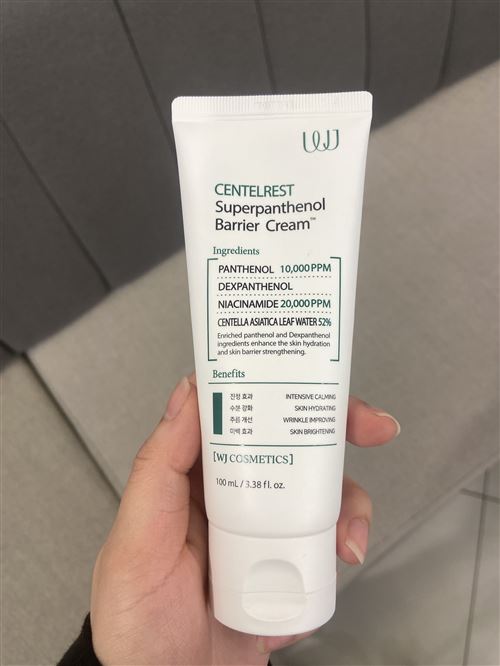 WJ
CENTELREST
Superpanthenol
Barrier Cream™
Ingredients
PANTHENOL 10,000 PPM
DEXPANTHENOL
NIACINAMIDE 20,000 PPM
CENTELLA ASIATICA LEAF WATER 52%
Enriched panthenol and Dexpanthenol
ingredients enhance the skin hydration
and skin barrier strengthening.
Benefits
진정 효과 INTENSIVE CALMING
수분 강화 SKIN HYDRATING
주름 개선 WRINKLE IMPROVING
미백 효과 SKIN BRIGHTENING
[WJ COSMETICS]
100 mL / 3.38 fl. oz.